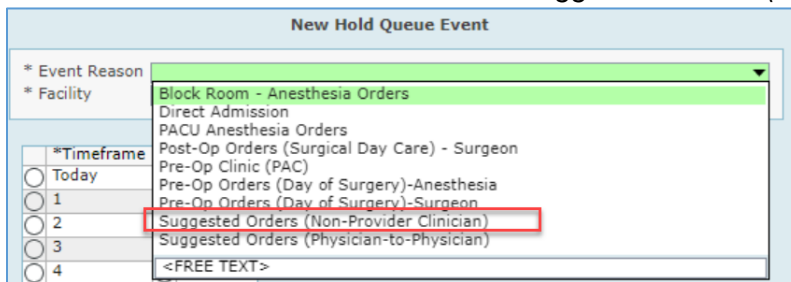 New Hold Queue Event
* Event Reason
* Facility
Block Room - Anesthesia Orders
Direct Admission
PACU Anesthesia Orders
Post-Op Orders (Surgical Day Care) - Surgeon
Pre-Op Clinic (PAC)
Pre-Op Orders (Day of Surgery)-Anesthesia
Pre-Op Orders (Day of Surgery)-Surgeon
Suggested Orders (Non-Provider Clinician)
Suggested Orders (Physician-to-Physician)
<FREE TEXT>
*Timeframe
Today
1
2
3
4